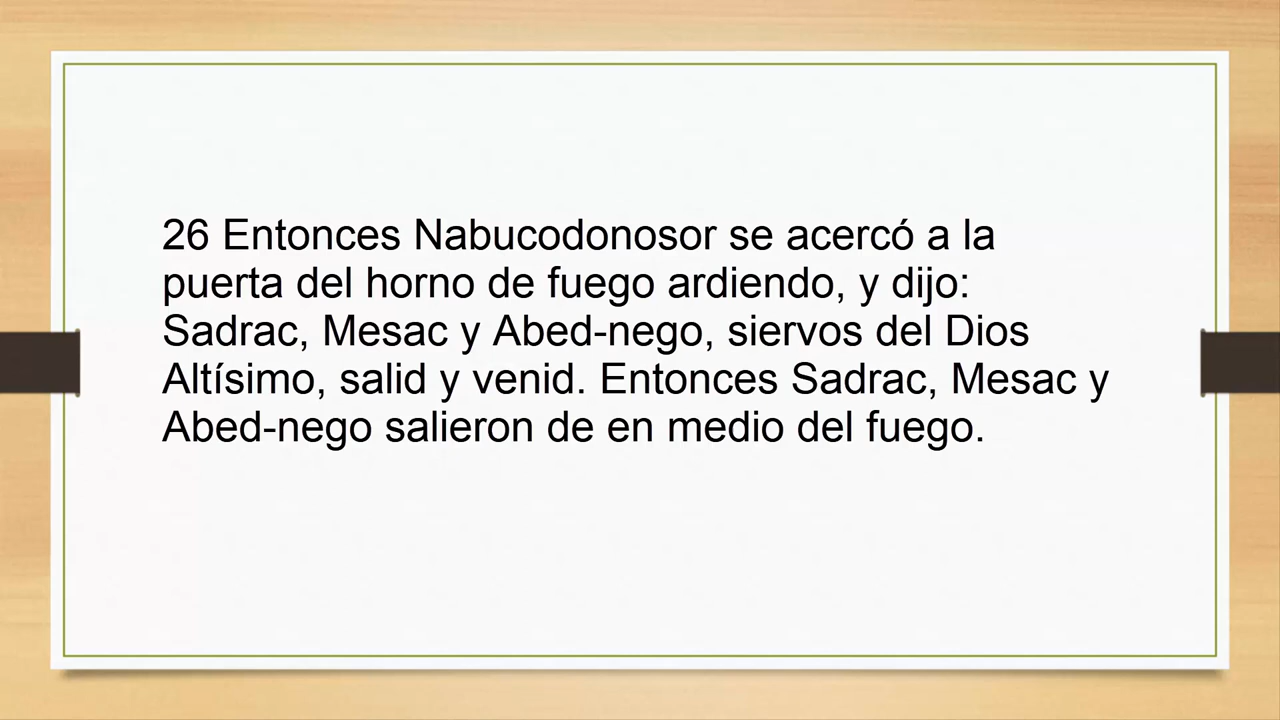 26 Entonces Nabucodonosor se acercó a la
puerta del horno de fuego ardiendo, y dijo:
Sadrac, Mesac y Abed-nego, siervos del Dios
Altísimo, salid y venid. Entonces Sadrac, Mesac y
Abed-nego salieron de en medio del fuego.